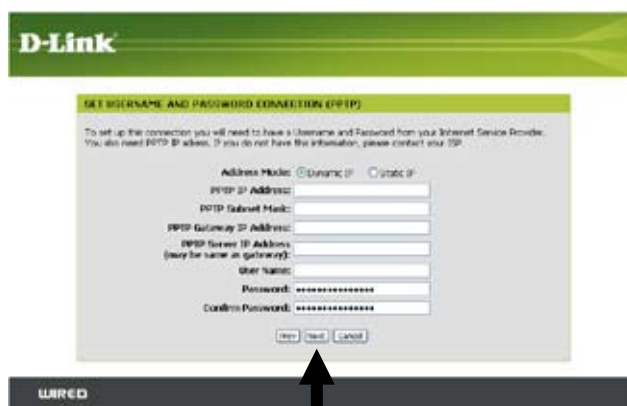 D-Link
SET USERNAME AND PASSWORD CONNECTION (PPTP)
To set up this connection you will need to have a Username and Password from your Internet Service Provider.
You also need PPTP IP adress. If you do not have this information, please contact your ISP.
Address Mode: Dynamic IP Static IP
PPTP IP Address:
PPTP Subnet Mask:
PPTP Gateway IP Address:
PPTP Server IP Address
(may be same as gateway):
User Name:
Password: •••••••••••••••
Confirm Password: •••••••••••••••
Prev Next Cancel
WIRED